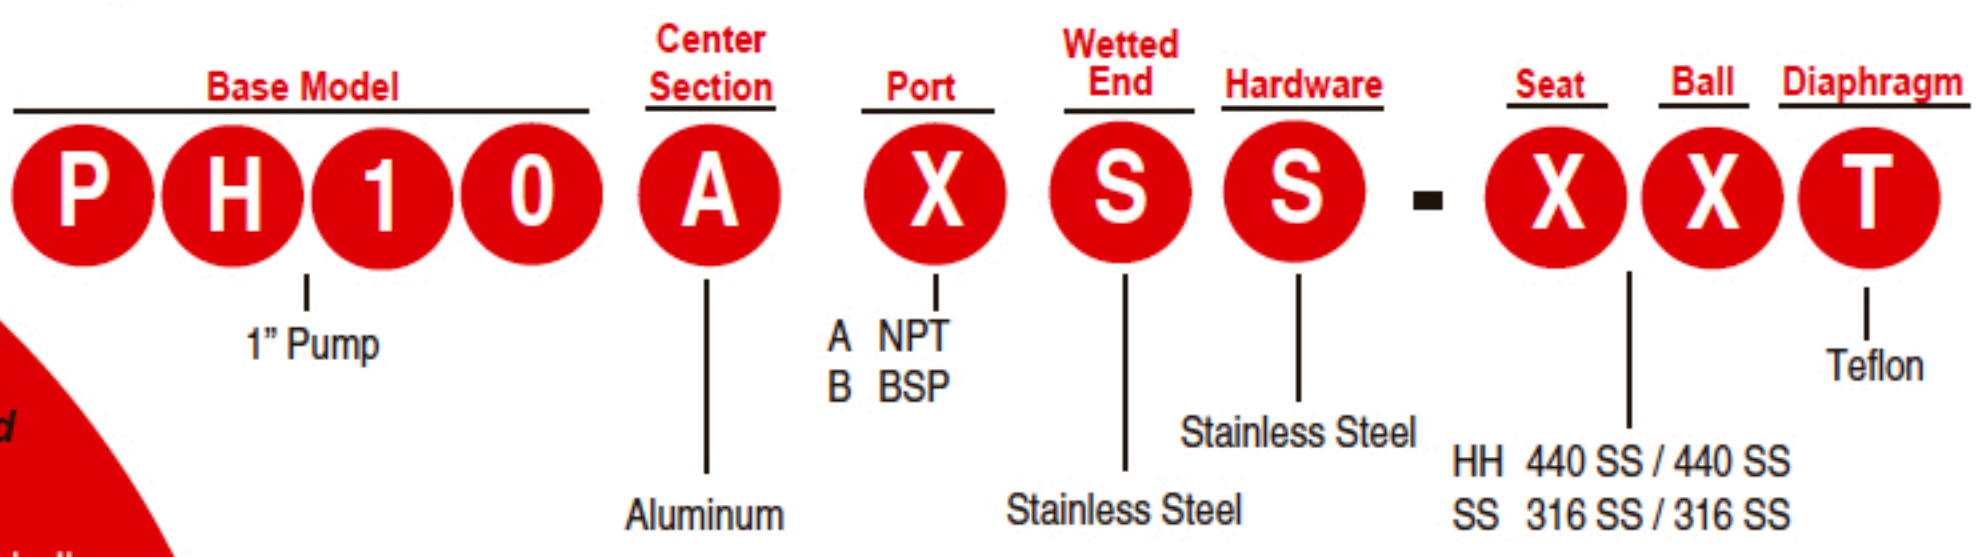 Center
Wetted
Base Model Section Port End Hardware Seat Ball Diaphragm
P H 1 0 A X S S - X X T
1” Pump
A NPT
B BSP
Teflon
d
Stainless Steel
HH 440 SS / 440 SS
Aluminum Stainless Steel SS 316 SS / 316 SS